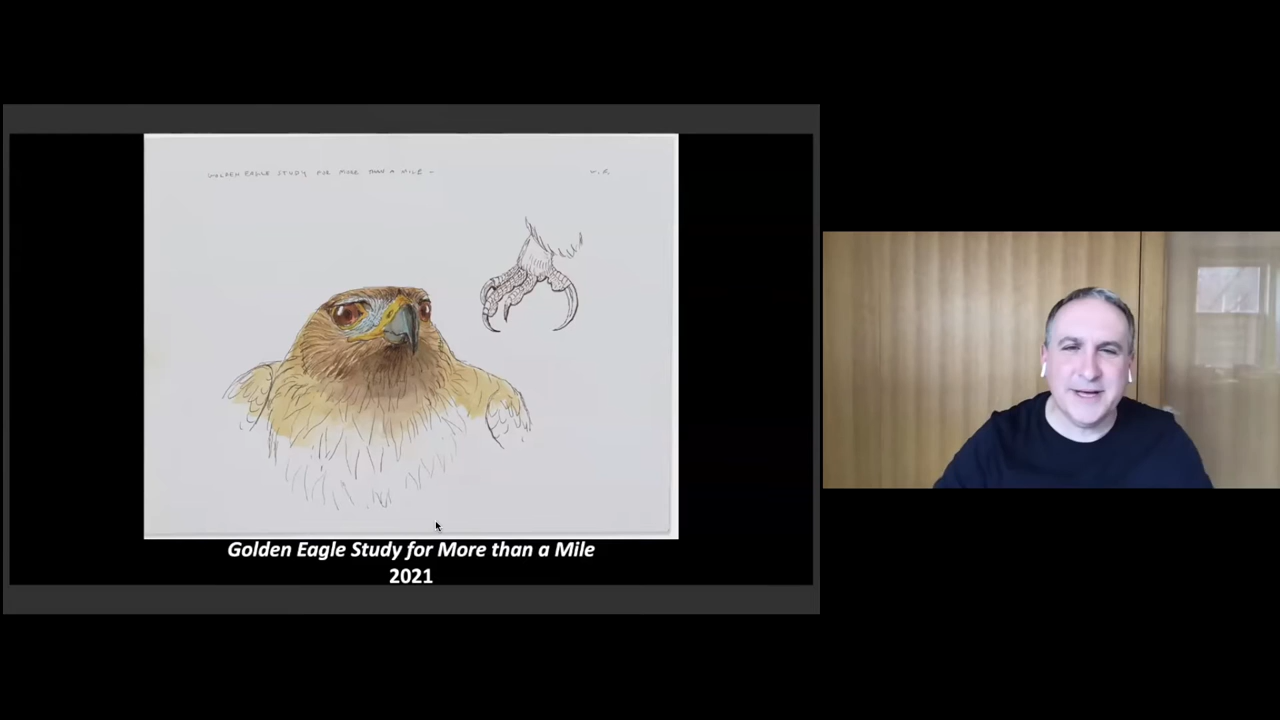 GOLDEN EAGLE STUDY FOR MORE THAN A MILE - W.F.
Golden Eagle Study for More than a Mile
2021